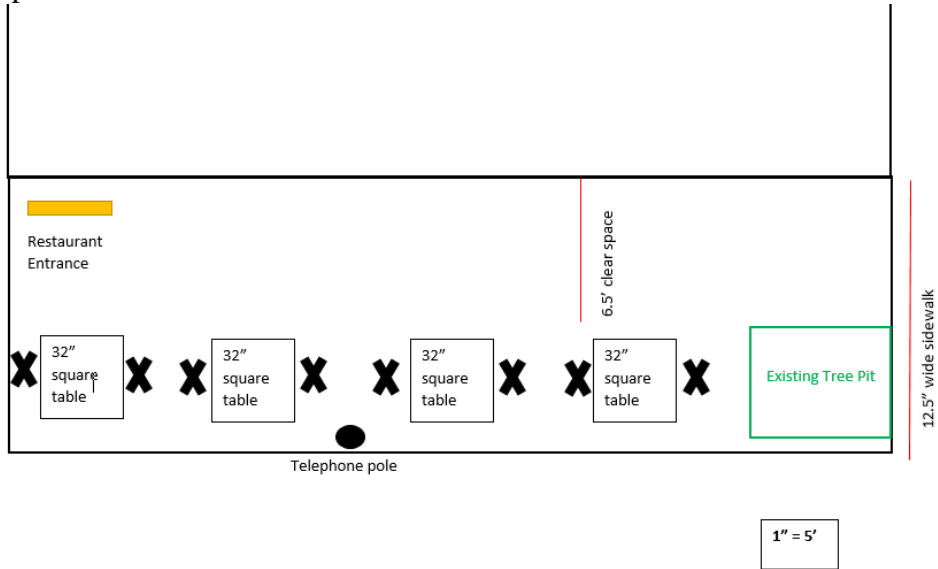 Restaurant
Entrance
6.5’ clear space
12.5” wide sidewalk
32”
square
table
32”
square
table
32”
square
table
32”
square
table
Existing Tree Pit
Telephone pole
1” = 5’